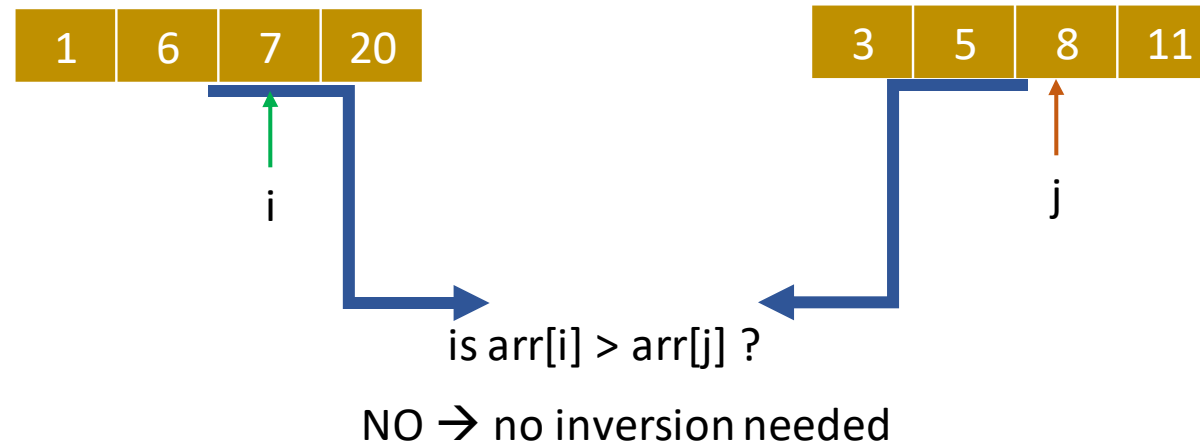 1 6 7 20 3 5 8 11
i j
is arr[i] > arr[j] ?
NO → no inversion needed